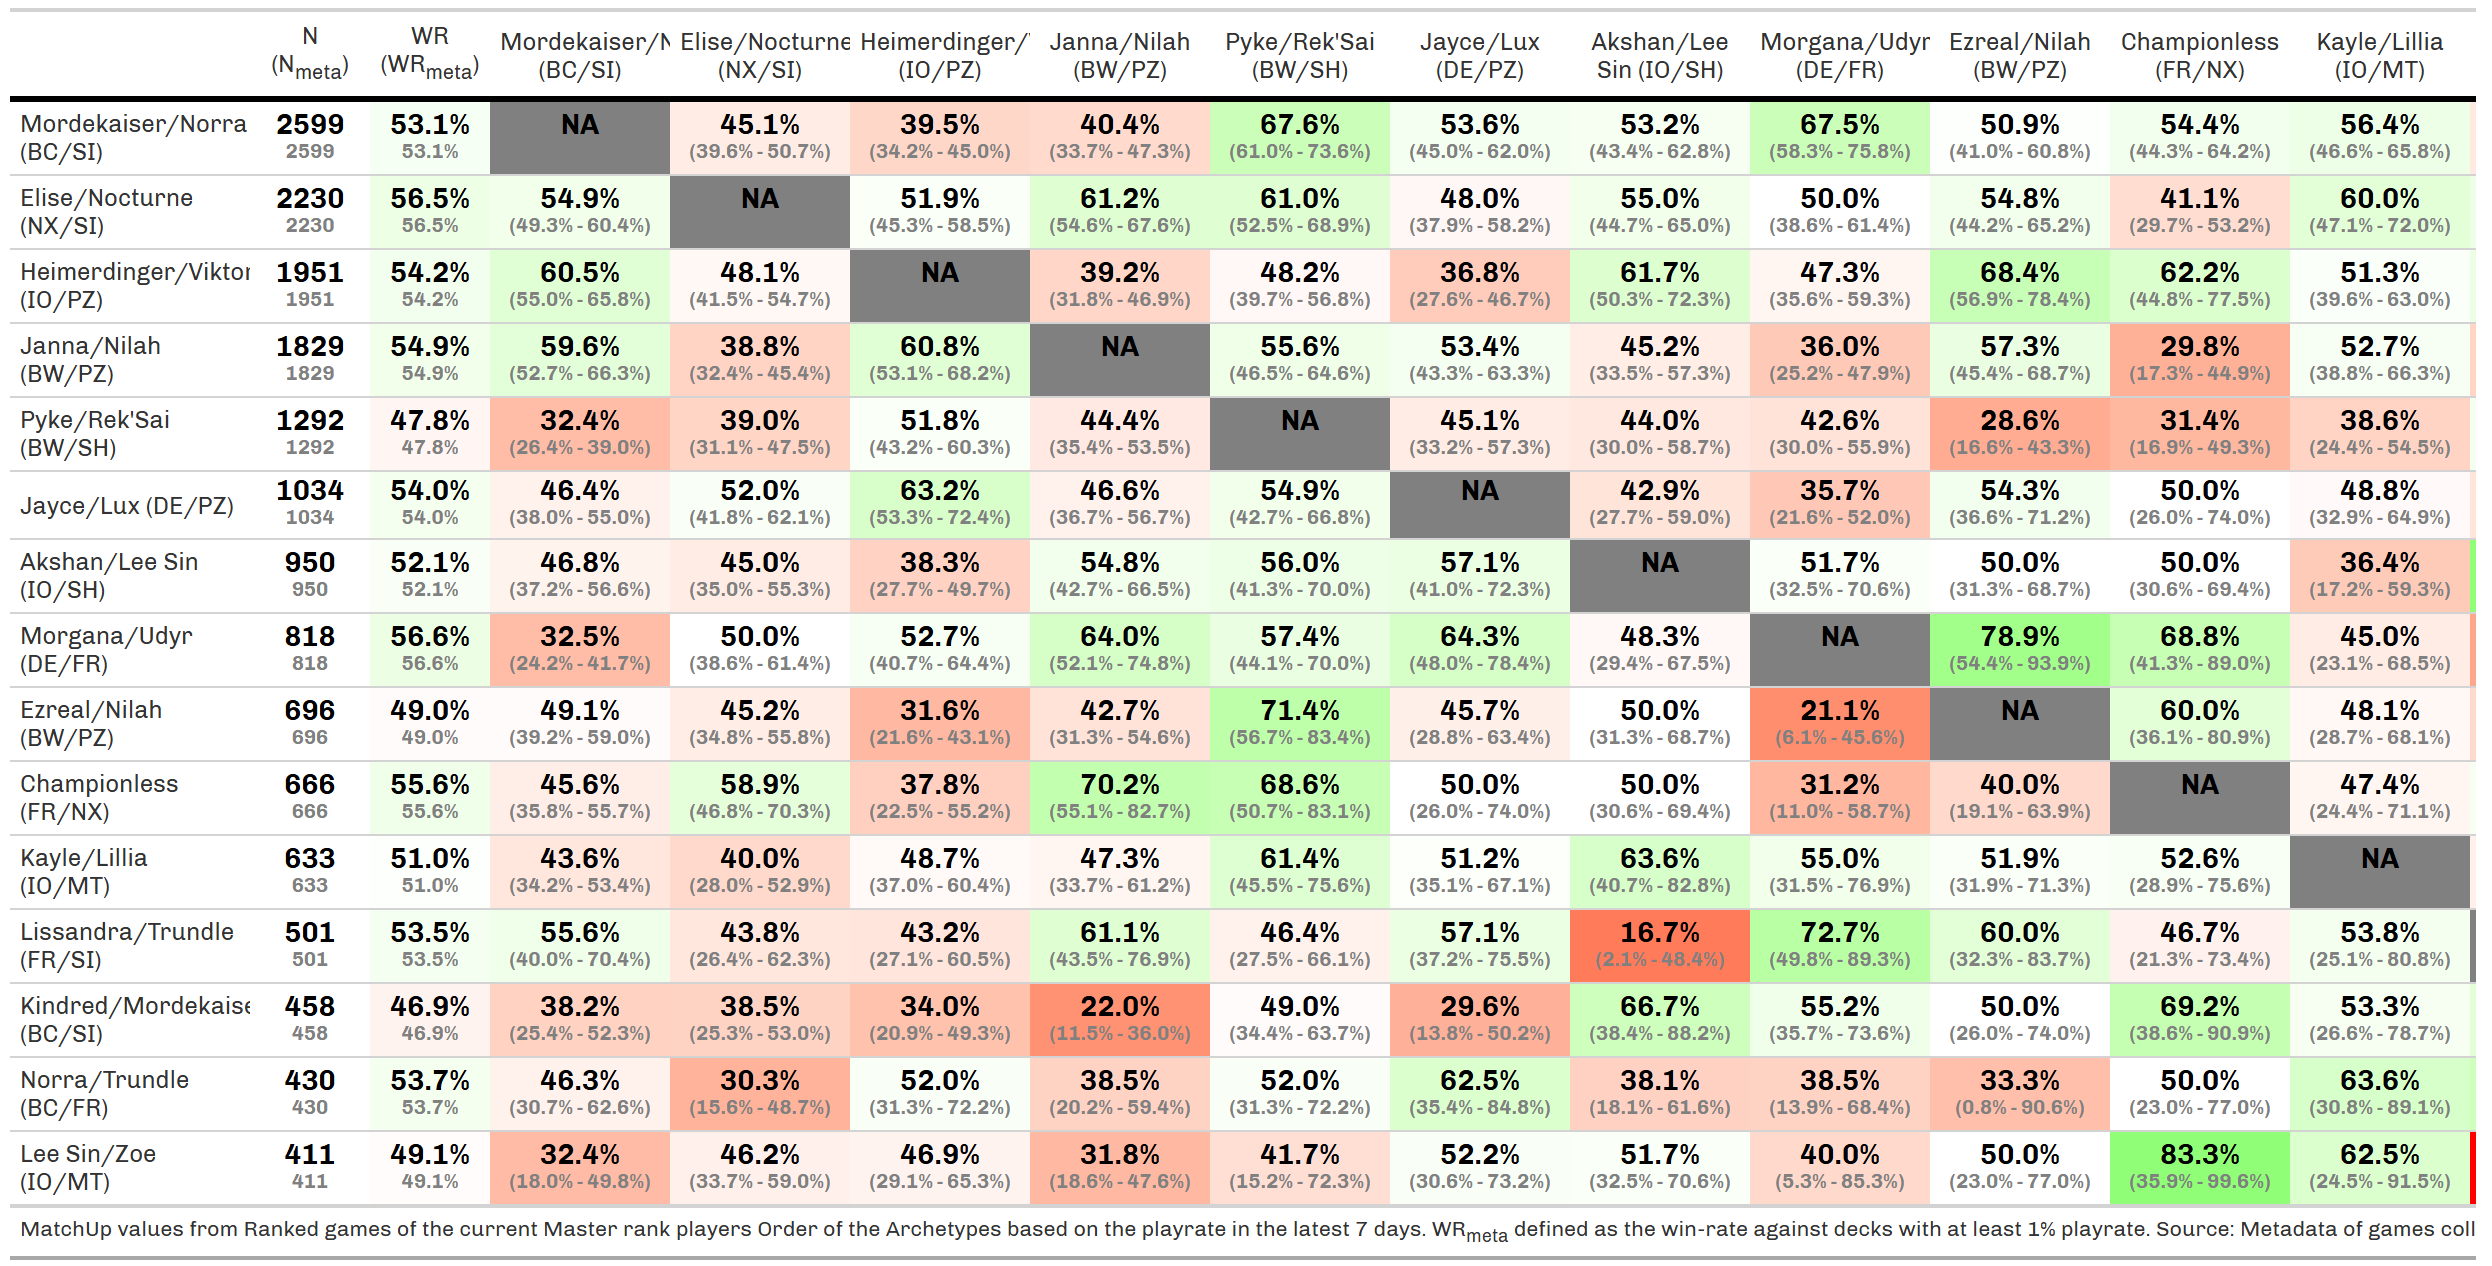 N WR Mordekaiser/N Elise/Nocturne Heimerdinger/ Janna/Nilah Pyke/Rek'Sai Jayce/Lux Akshan/Lee Morgana/Udyr Ezreal/Nilah Championless Kayle/Lillia
(Nmeta) (WRmeta) (BC/SI) (NX/SI) (IO/PZ) (BW/PZ) (BW/SH) (DE/PZ) Sin (IO/SH) (DE/FR) (BW/PZ) (FR/NX) (IO/MT)
Mordekaiser/Norra 2599 53.1% NA 45.1% 39.5% 40.4% 67.6% 53.6% 53.2% 67.5% 50.9% 54.4% 56.4%
(BC/SI) 2599 53.1% (39.6% - 50.7%) (34.2% - 45.0%) (33.7% - 47.3%) (61.0% - 73.6%) (45.0% - 62.0%) (43.4% - 62.8%) (58.3% - 75.8%) (41.0% - 60.8%) (44.3% - 64.2%) (46.6% - 65.8%)
Elise/Nocturne 2230 56.5% 54.9% NA 51.9% 61.2% 61.0% 48.0% 55.0% 50.0% 54.8% 41.1% 60.0%
(NX/SI) 2230 56.5% (49.3% - 60.4%) (45.3% - 58.5%) (54.6% - 67.6%) (52.5% - 68.9%) (37.9% - 58.2%) (44.7% - 65.0%) (38.6% - 61.4%) (44.2% - 65.2%) (29.7% - 53.2%) (47.1% - 72.0%)
Heimerdinger/Viktor 1951 54.2% 60.5% 48.1% NA 39.2% 48.2% 36.8% 61.7% 47.3% 68.4% 62.2% 51.3%
(IO/PZ) 1951 54.2% (55.0% - 65.8%) (41.5% - 54.7%) (31.8% - 46.9%) (39.7% - 56.8%) (27.6% - 46.7%) (50.3% - 72.3%) (35.6% - 59.3%) (56.9% - 78.4%) (44.8% - 77.5%) (39.6% - 63.0%)
Janna/Nilah 1829 54.9% 59.6% 38.8% 60.8% NA 55.6% 53.4% 45.2% 36.0% 57.3% 29.8% 52.7%
(BW/PZ) 1829 54.9% (52.7% - 66.3%) (32.4% - 45.4%) (53.1% - 68.2%) (46.5% - 64.6%) (43.3% - 63.3%) (33.5% - 57.3%) (25.2% - 47.9%) (45.4% - 68.7%) (17.3% - 44.9%) (38.8% - 66.3%)
Pyke/Rek'Sai 1292 47.8% 32.4% 39.0% 51.8% 44.4% NA 45.1% 44.0% 42.6% 28.6% 31.4% 38.6%
(BW/SH) 1292 47.8% (26.4% - 39.0%) (31.1% - 47.5%) (43.2% - 60.3%) (35.4% - 53.5%) (33.2% - 57.3%) (30.0% - 58.7%) (30.0% - 55.9%) (16.6% - 43.3%) (16.9% - 49.3%) (24.4% - 54.5%)
Jayce/Lux (DE/PZ) 1034 54.0% 46.4% 52.0% 63.2% 46.6% 54.9% NA 42.9% 35.7% 54.3% 50.0% 48.8%
1034 54.0% (38.0% - 55.0%) (41.8% - 62.1%) (53.3% - 72.4%) (36.7% - 56.7%) (42.7% - 66.8%) (27.7% - 59.0%) (21.6% - 52.0%) (36.6% - 71.2%) (26.0% - 74.0%) (32.9% - 64.9%)
Akshan/Lee Sin 950 52.1% 46.8% 45.0% 38.3% 54.8% 56.0% 57.1% NA 51.7% 50.0% 50.0% 36.4%
(IO/SH) 950 52.1% (37.2% - 56.6%) (35.0% - 55.3%) (27.7% - 49.7%) (42.7% - 66.5%) (41.3% - 70.0%) (41.0% - 72.3%) (32.5% - 70.6%) (31.3% - 68.7%) (30.6% - 69.4%) (17.2% - 59.3%)
Morgana/Udyr 818 56.6% 32.5% 50.0% 52.7% 64.0% 57.4% 64.3% 48.3% NA 78.9% 68.8% 45.0%
(DE/FR) 818 56.6% (24.2% - 41.7%) (38.6% - 61.4%) (40.7% - 64.4%) (52.1% - 74.8%) (44.1% - 70.0%) (48.0% - 78.4%) (29.4% - 67.5%) (54.4% - 93.9%) (41.3% - 89.0%) (23.1% - 68.5%)
Ezreal/Nilah 696 49.0% 49.1% 45.2% 31.6% 42.7% 71.4% 45.7% 50.0% 21.1% NA 60.0% 48.1%
(BW/PZ) 696 49.0% (39.2% - 59.0%) (34.8% - 55.8%) (21.6% - 43.1%) (31.3% - 54.6%) (56.7% - 83.4%) (28.8% - 63.4%) (31.3% - 68.7%) (6.1% - 45.6%) (36.1% - 80.9%) (28.7% - 68.1%)
Championless 666 55.6% 45.6% 58.9% 37.8% 70.2% 68.6% 50.0% 50.0% 31.2% 40.0% NA 47.4%
(FR/NX) 666 55.6% (35.8% - 55.7%) (46.8% - 70.3%) (22.5% - 55.2%) (55.1% - 82.7%) (50.7% - 83.1%) (26.0% - 74.0%) (30.6% - 69.4%) (11.0% - 58.7%) (19.1% - 63.9%) (24.4% - 71.1%)
Kayle/Lillia 633 51.0% 43.6% 40.0% 48.7% 47.3% 61.4% 51.2% 63.6% 55.0% 51.9% 52.6% NA
(IO/MT) 633 51.0% (34.2% - 53.4%) (28.0% - 52.9%) (37.0% - 60.4%) (33.7% - 61.2%) (45.5% - 75.6%) (35.1% - 67.1%) (40.7% - 82.8%) (31.5% - 76.9%) (31.9% - 71.3%) (28.9% - 75.6%)
Lissandra/Trundle 501 53.5% 55.6% 43.8% 43.2% 61.1% 46.4% 57.1% 16.7% 72.7% 60.0% 46.7% 53.8%
(FR/SI) 501 53.5% (40.0% - 70.4%) (26.4% - 62.3%) (27.1% - 60.5%) (43.5% - 76.9%) (27.5% - 66.1%) (37.2% - 75.5%) (2.1% - 48.4%) (49.8% - 89.3%) (32.3% - 83.7%) (21.3% - 73.4%) (25.1% - 80.8%)
Kindred/Mordekaise 458 46.9% 38.2% 38.5% 34.0% 22.0% 49.0% 29.6% 66.7% 55.2% 50.0% 69.2% 53.3%
(BC/SI) 458 46.9% (25.4% - 52.3%) (25.3% - 53.0%) (20.9% - 49.3%) (11.5% - 36.0%) (34.4% - 63.7%) (13.8% - 50.2%) (38.4% - 88.2%) (35.7% - 73.6%) (26.0% - 74.0%) (38.6% - 90.9%) (26.6% - 78.7%)
Norra/Trundle 430 53.7% 46.3% 30.3% 52.0% 38.5% 52.0% 62.5% 38.1% 38.5% 33.3% 50.0% 63.6%
(BC/FR) 430 53.7% (30.7% - 62.6%) (15.6% - 48.7%) (31.3% - 72.2%) (20.2% - 59.4%) (31.3% - 72.2%) (35.4% - 84.8%) (18.1% - 61.6%) (13.9% - 68.4%) (0.8% - 90.6%) (23.0% - 77.0%) (30.8% - 89.1%)
Lee Sin/Zoe 411 49.1% 32.4% 46.2% 46.9% 31.8% 41.7% 52.2% 51.7% 40.0% 50.0% 83.3% 62.5%
(IO/MT) 411 49.1% (18.0% - 49.8%) (33.7% - 59.0%) (29.1% - 65.3%) (18.6% - 47.6%) (15.2% - 72.3%) (30.6% - 73.2%) (32.5% - 70.6%) (5.3% - 85.3%) (23.0% - 77.0%) (35.9% - 99.6%) (24.5% - 91.5%)
MatchUp values from Ranked games of the current Master rank players Order of the Archetypes based on the playrate in the latest 7 days. WRmeta defined as the win-rate against decks with at least 1% playrate. Source: Metadata of games coll